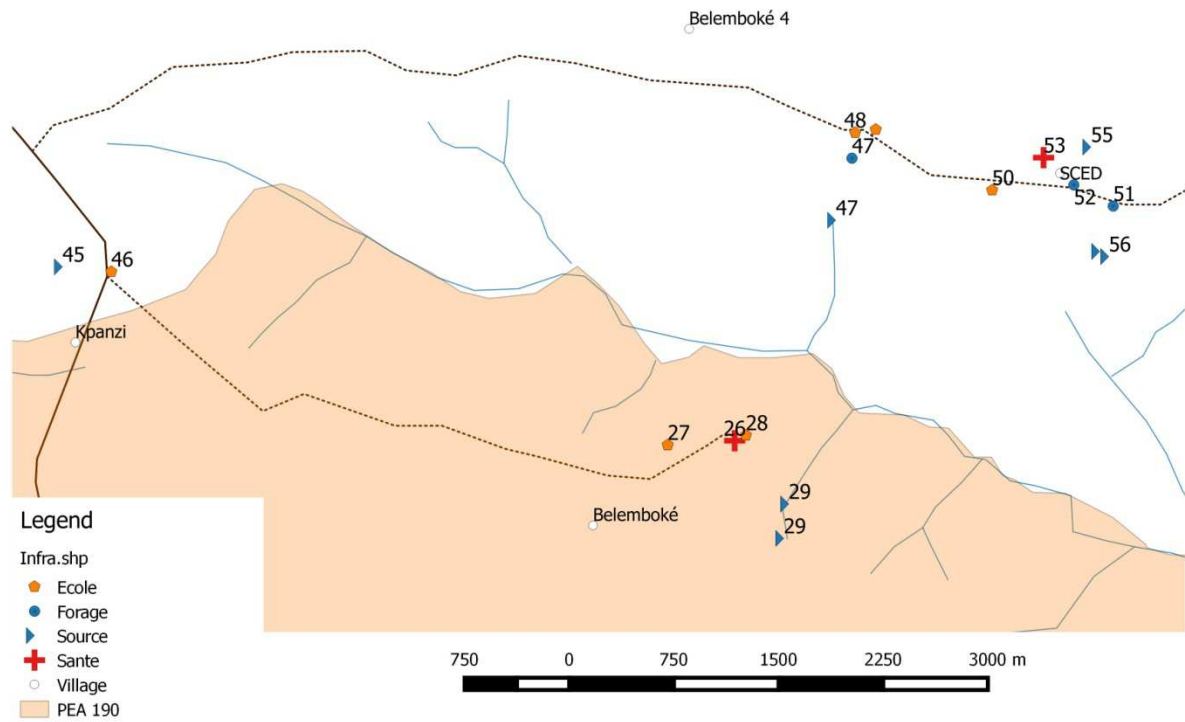 Belemboké 4
48
47
53
55
SCED
50
52
51
47
56
45
46
Kpanzi
27
26
28
29
29
Belemboké
Legend
Infra.shp
Ecole
Forage
Source
Sante
Village
PEA 190
750 0 750 1500 2250 3000 m